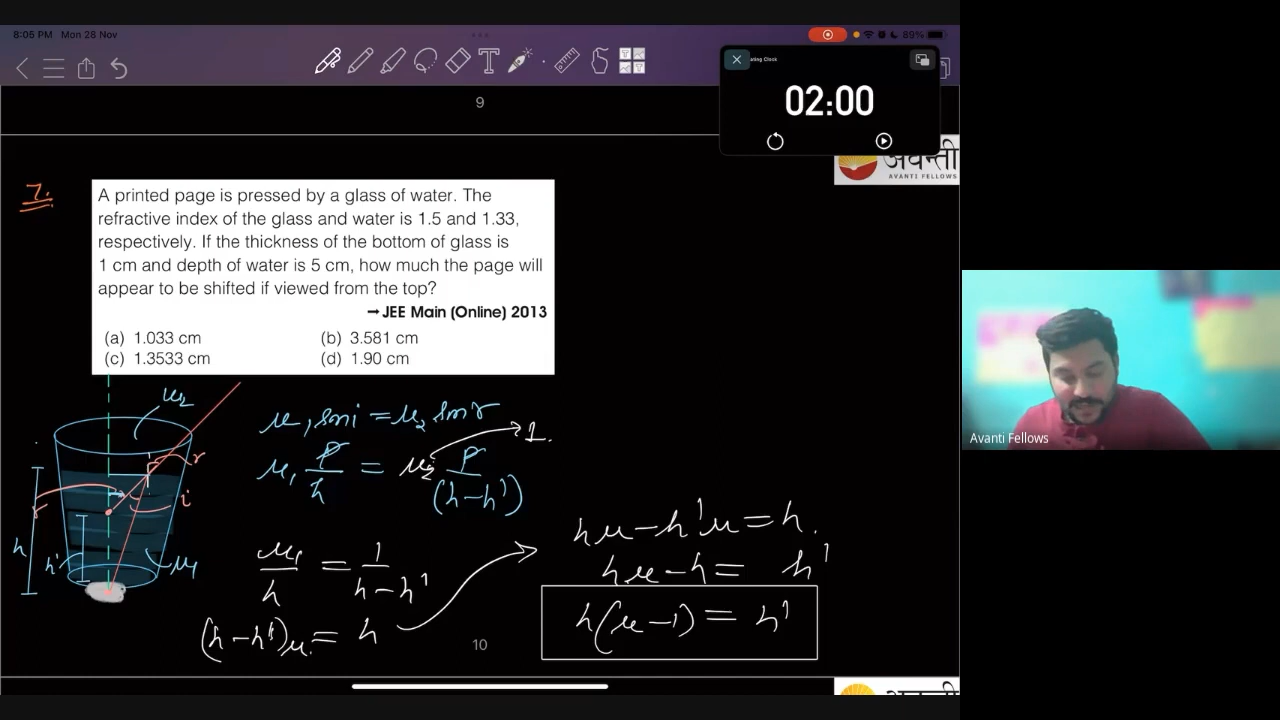 8:05 PM Mon 28 Nov
89%
ating Clock
02:00
9
अवन्ती
AVANTI FELLOWS
7.
A printed page is pressed by a glass of water. The
refractive index of the glass and water is 1.5 and 1.33,
respectively. If the thickness of the bottom of glass is
1 cm and depth of water is 5 cm, how much the page will
appear to be shifted if viewed from the top?
→ JEE Main (Online) 2013
(a) 1.033 cm (b) 3.581 cm
(c) 1.3533 cm (d) 1.90 cm
μ2
r
i
r
h
h'
μ1
μ1 sin i = μ2 sin r
μ1 P/h = μ2 P/(h-h') 1.
μ1/h = 1/(h-h')
(h-h')μ = h
hμ - h'μ = h.
hμ - h = h'
h(μ-1) = h'
10
Avanti Fellows
अवन्ती